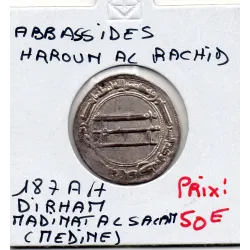 ABBASSIDES
HAROUN AL RACHID
187 AH
DIRHAM
MADINAT AL SALAM
(MEDINE)
Prix:
50E